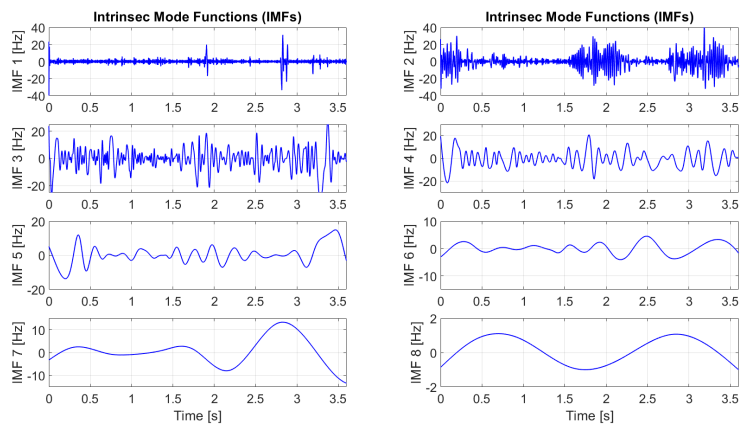 Intrinsec Mode Functions (IMFs)
40
20
0
-20
-40
IMF 1 [Hz]
0 0.5 1 1.5 2 2.5 3 3.5
20
0
-20
IMF 3 [Hz]
0 0.5 1 1.5 2 2.5 3 3.5
20
0
-20
IMF 5 [Hz]
0 0.5 1 1.5 2 2.5 3 3.5
10
0
-10
IMF 7 [Hz]
0 0.5 1 1.5 2 2.5 3 3.5
Time [s]
Intrinsec Mode Functions (IMFs)
40
20
0
-20
-40
IMF 2 [Hz]
0 0.5 1 1.5 2 2.5 3 3.5
20
0
-20
IMF 4 [Hz]
0 0.5 1 1.5 2 2.5 3 3.5
10
0
-10
IMF 6 [Hz]
0 0.5 1 1.5 2 2.5 3 3.5
2
0
-2
IMF 8 [Hz]
0 0.5 1 1.5 2 2.5 3 3.5
Time [s]